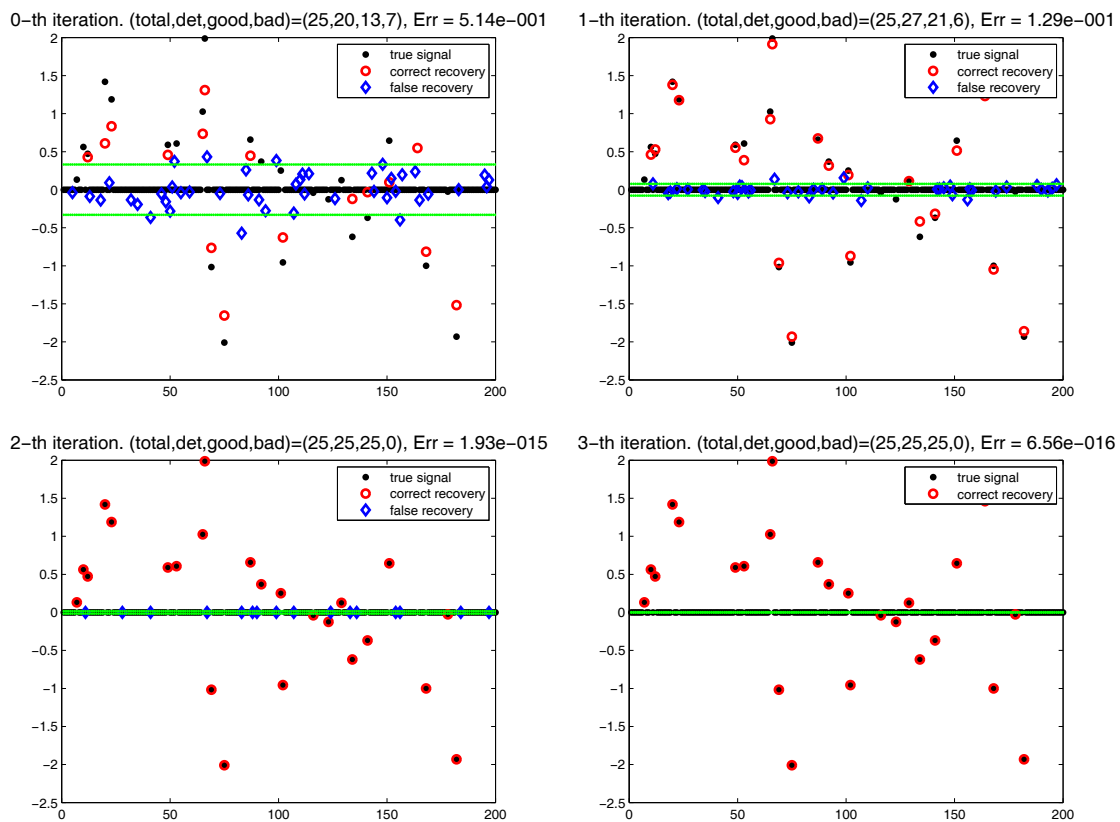 0-th iteration. (total,det,good,bad)=(25,20,13,7), Err = 5.14e-001
2
1.5
1
0.5
0
−0.5
−1
−1.5
−2
−2.5
0 50 100 150 200
true signal
correct recovery
false recovery
1-th iteration. (total,det,good,bad)=(25,27,21,6), Err = 1.29e-001
2
1.5
1
0.5
0
−0.5
−1
−1.5
−2
−2.5
0 50 100 150 200
true signal
correct recovery
false recovery
2-th iteration. (total,det,good,bad)=(25,25,25,0), Err = 1.93e-015
2
1.5
1
0.5
0
−0.5
−1
−1.5
−2
−2.5
0 50 100 150 200
true signal
correct recovery
false recovery
3-th iteration. (total,det,good,bad)=(25,25,25,0), Err = 6.56e-016
2
1.5
1
0.5
0
−0.5
−1
−1.5
−2
−2.5
0 50 100 150 200
true signal
correct recovery